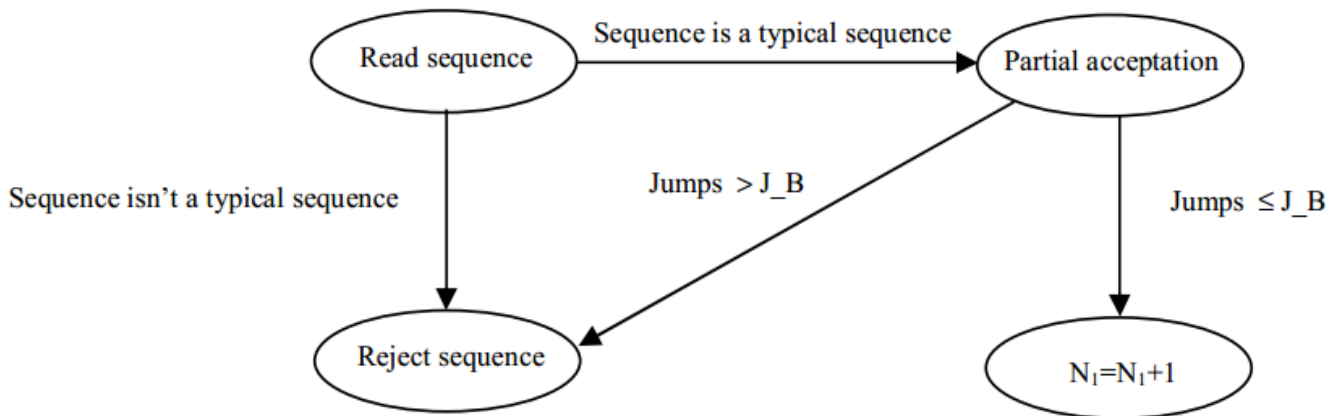 Sequence is a typical sequence
Read sequence
Partial acceptation
Sequence isn’t a typical sequence
Jumps > J_B
Jumps ≤ J_B
Reject sequence
N₁=N₁+1